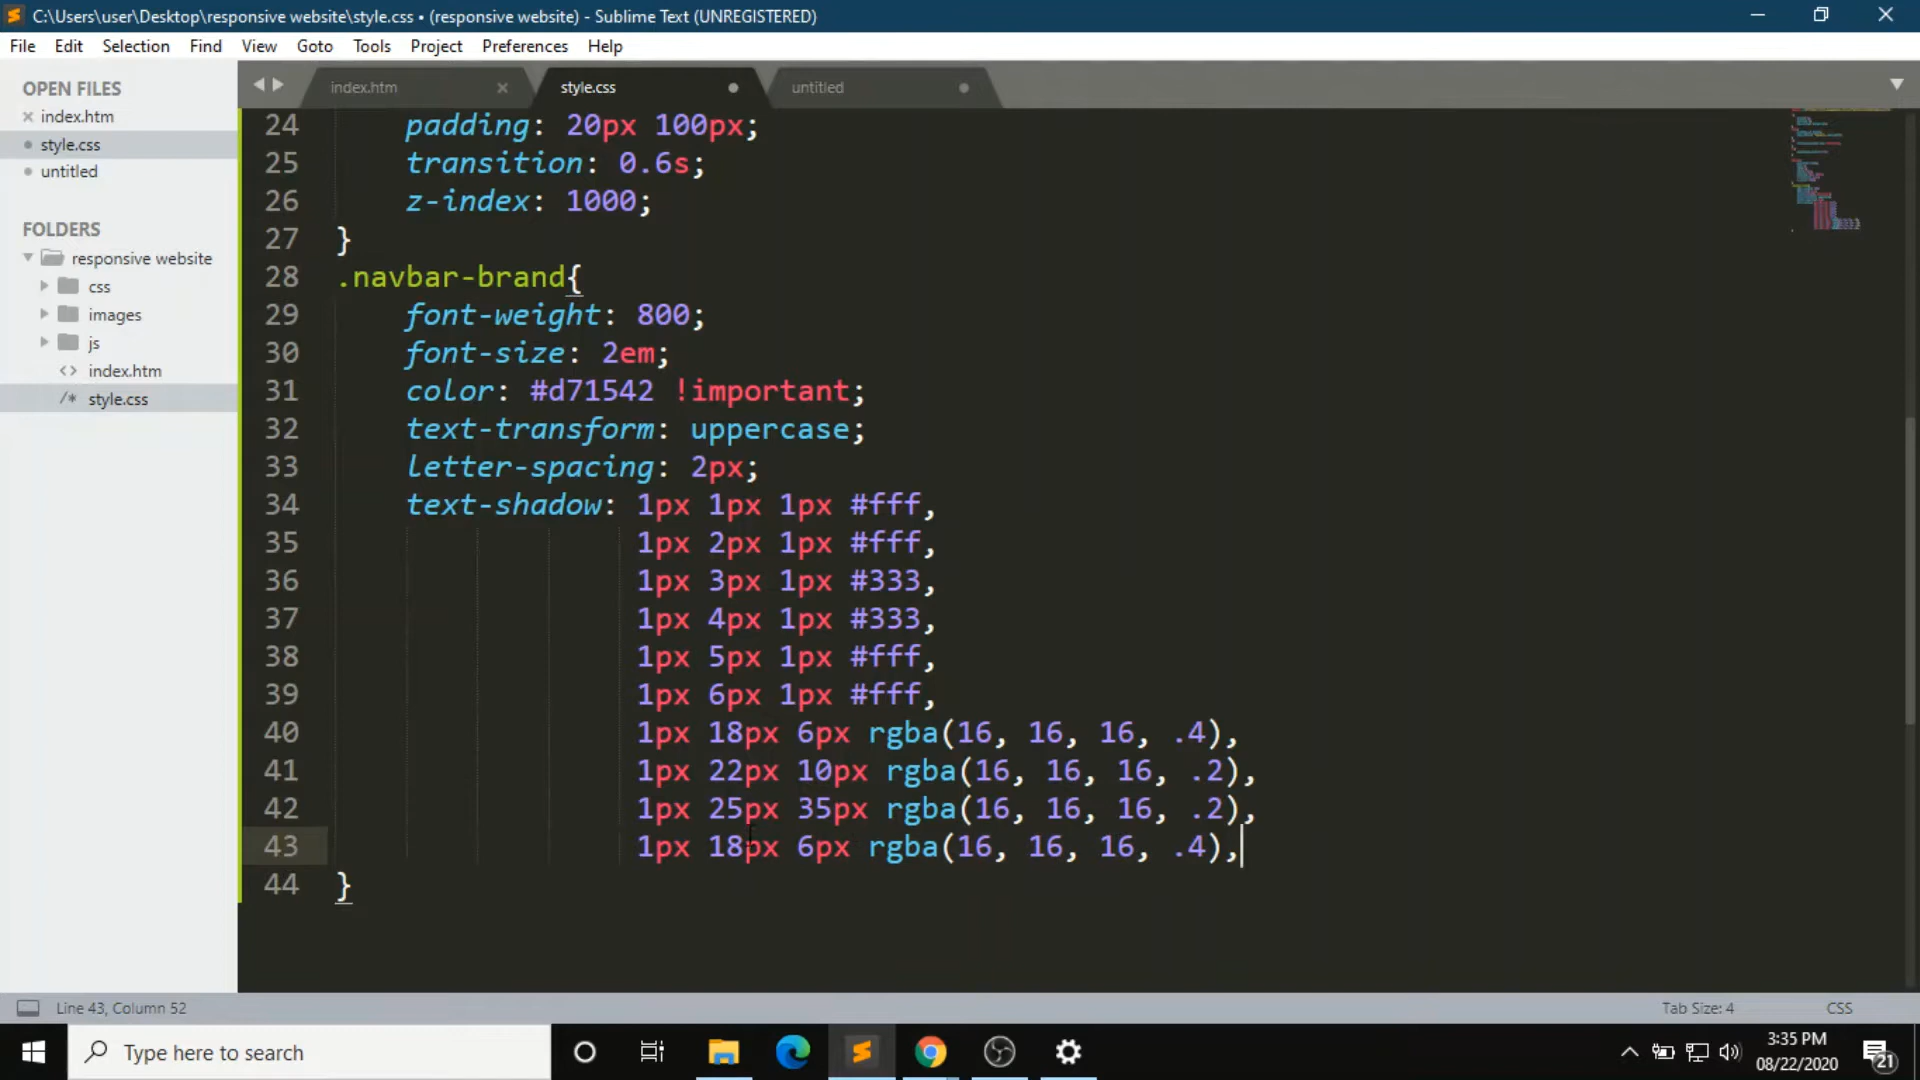 C:\Users\user\Desktop\responsive website\style.css • (responsive website) - Sublime Text (UNREGISTERED)
File Edit Selection Find View Goto Tools Project Preferences Help
OPEN FILES
index.htm
style.css
untitled
FOLDERS
responsive website
css
images
js
index.htm
style.css
index.htm style.css untitled
24 padding: 20px 100px;
25 transition: 0.6s;
26 z-index: 1000;
27 }
28 .navbar-brand{
29 font-weight: 800;
30 font-size: 2em;
31 color: #d71542 !important;
32 text-transform: uppercase;
33 letter-spacing: 2px;
34 text-shadow: 1px 1px 1px #fff,
35 1px 2px 1px #fff,
36 1px 3px 1px #333,
37 1px 4px 1px #333,
38 1px 5px 1px #fff,
39 1px 6px 1px #fff,
40 1px 18px 6px rgba(16, 16, 16, .4),
41 1px 22px 10px rgba(16, 16, 16, .2),
42 1px 25px 35px rgba(16, 16, 16, .2),
43 1px 18px 6px rgba(16, 16, 16, .4),
44 }
Line 43, Column 52 Tab Size: 4 CSS
Type here to search
3:35 PM
08/22/2020
21